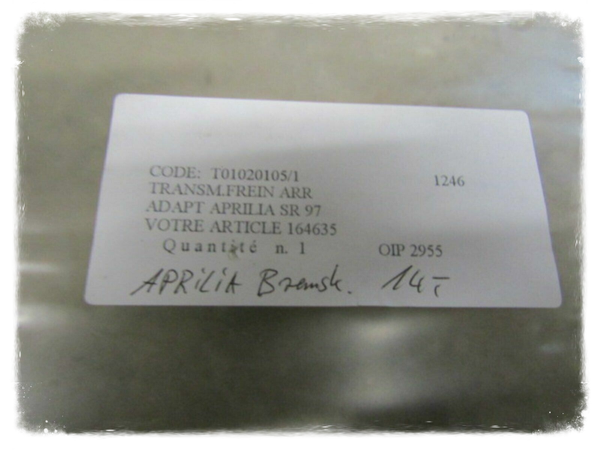 CODE: T01020105/1 1246
TRANSM.FREIN ARR
ADAPT APRILIA SR 97
VOTRE ARTICLE 164635
Quantité n. 1 OIP 2955
APRILIA Bremsk. 14,-